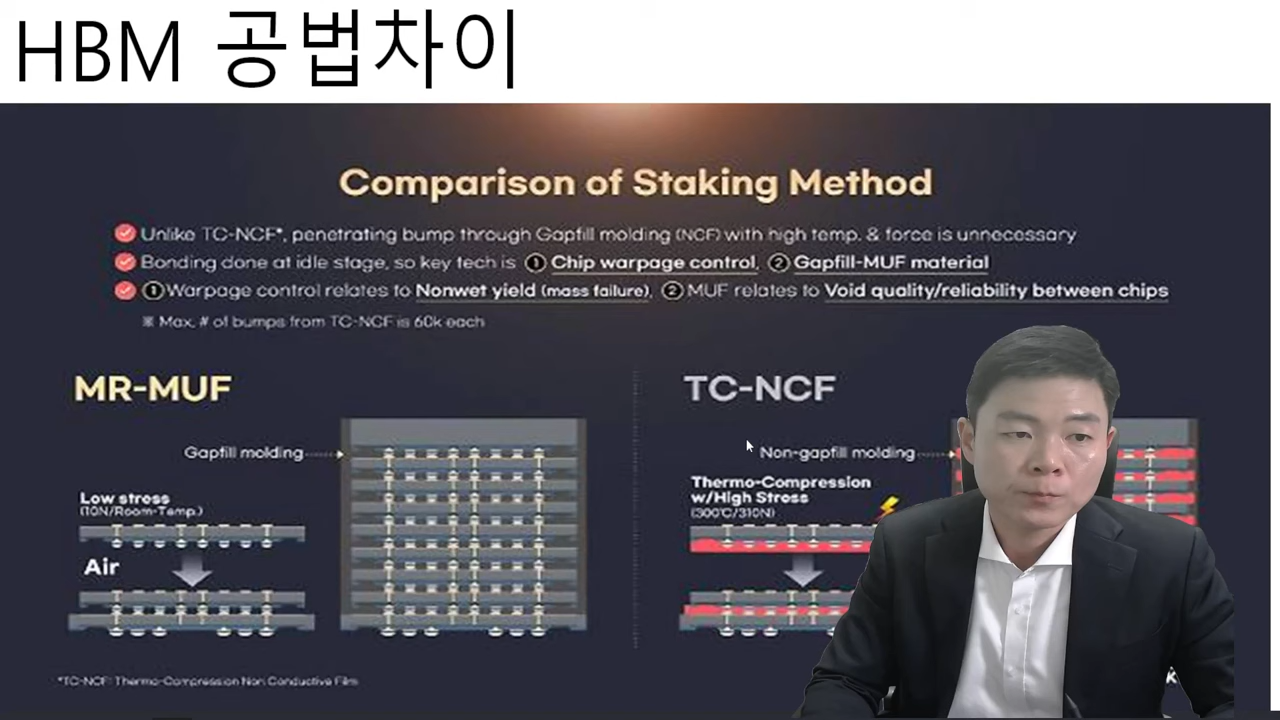 HBM 공법차이
Comparison of Staking Method
Unlike TC-NCF*, penetrating bump through Gapfill molding (NCF) with high temp. & force is unnecessary
Bonding done at idle stage, so key tech is ① Chip warpage control, ② Gapfill-MUF material
①Warpage control relates to Nonwet yield (mass failure), ②MUF relates to Void quality/reliability between chips
※ Max. # of bumps from TC-NCF is 60k each
MR-MUF
Gapfill molding
Low stress
(10N/Room-Temp.)
Air
TC-NCF
Non-gapfill molding
Thermo-Compression
w/High Stress
(300℃/310N)
*TC-NCF: Thermo-Compression Non Conductive Film